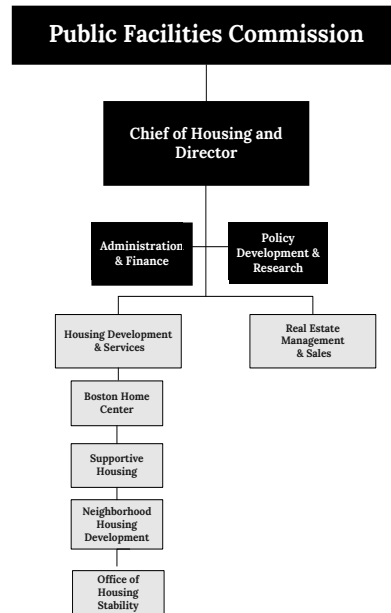 Public Facilities Commission
Chief of Housing and
Director
Administration
& Finance
Policy
Development &
Research
Housing Development
& Services
Real Estate
Management
& Sales
Boston Home
Center
Supportive
Housing
Neighborhood
Housing
Development
Office of
Housing
Stability